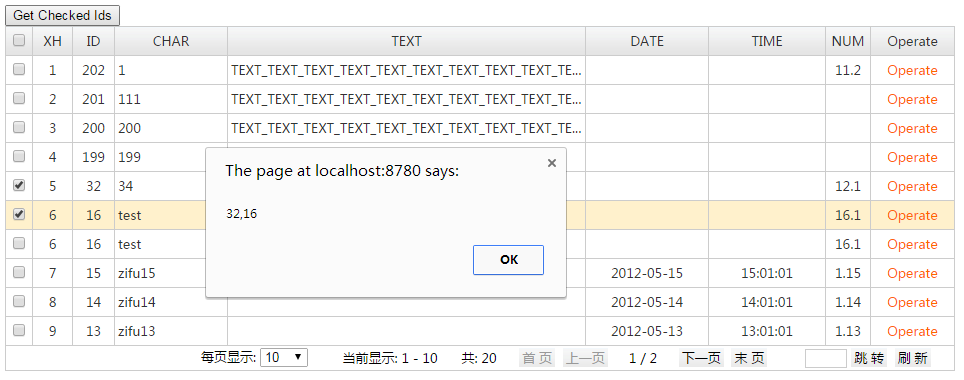 Get Checked Ids
XH ID CHAR TEXT DATE TIME NUM Operate
1 202 1 TEXT_TEXT_TEXT_TEXT_TEXT_TEXT_TEXT_TEXT_TEXT_TE... 11.2 Operate
2 201 111 TEXT_TEXT_TEXT_TEXT_TEXT_TEXT_TEXT_TEXT_TEXT_TE... Operate
3 200 200 TEXT_TEXT_TEXT_TEXT_TEXT_TEXT_TEXT_TEXT_TEXT_TE... Operate
4 199 199 Operate
5 32 34 12.1 Operate
6 16 test 16.1 Operate
6 16 test 16.1 Operate
7 15 zifu15 2012-05-15 15:01:01 1.15 Operate
8 14 zifu14 2012-05-14 14:01:01 1.14 Operate
9 13 zifu13 2012-05-13 13:01:01 1.13 Operate
The page at localhost:8780 says:
32,16
OK
每页显示: 10 当前显示: 1 - 10 共: 20 首 页 上一页 1 / 2 下一页 末 页 跳 转 刷 新